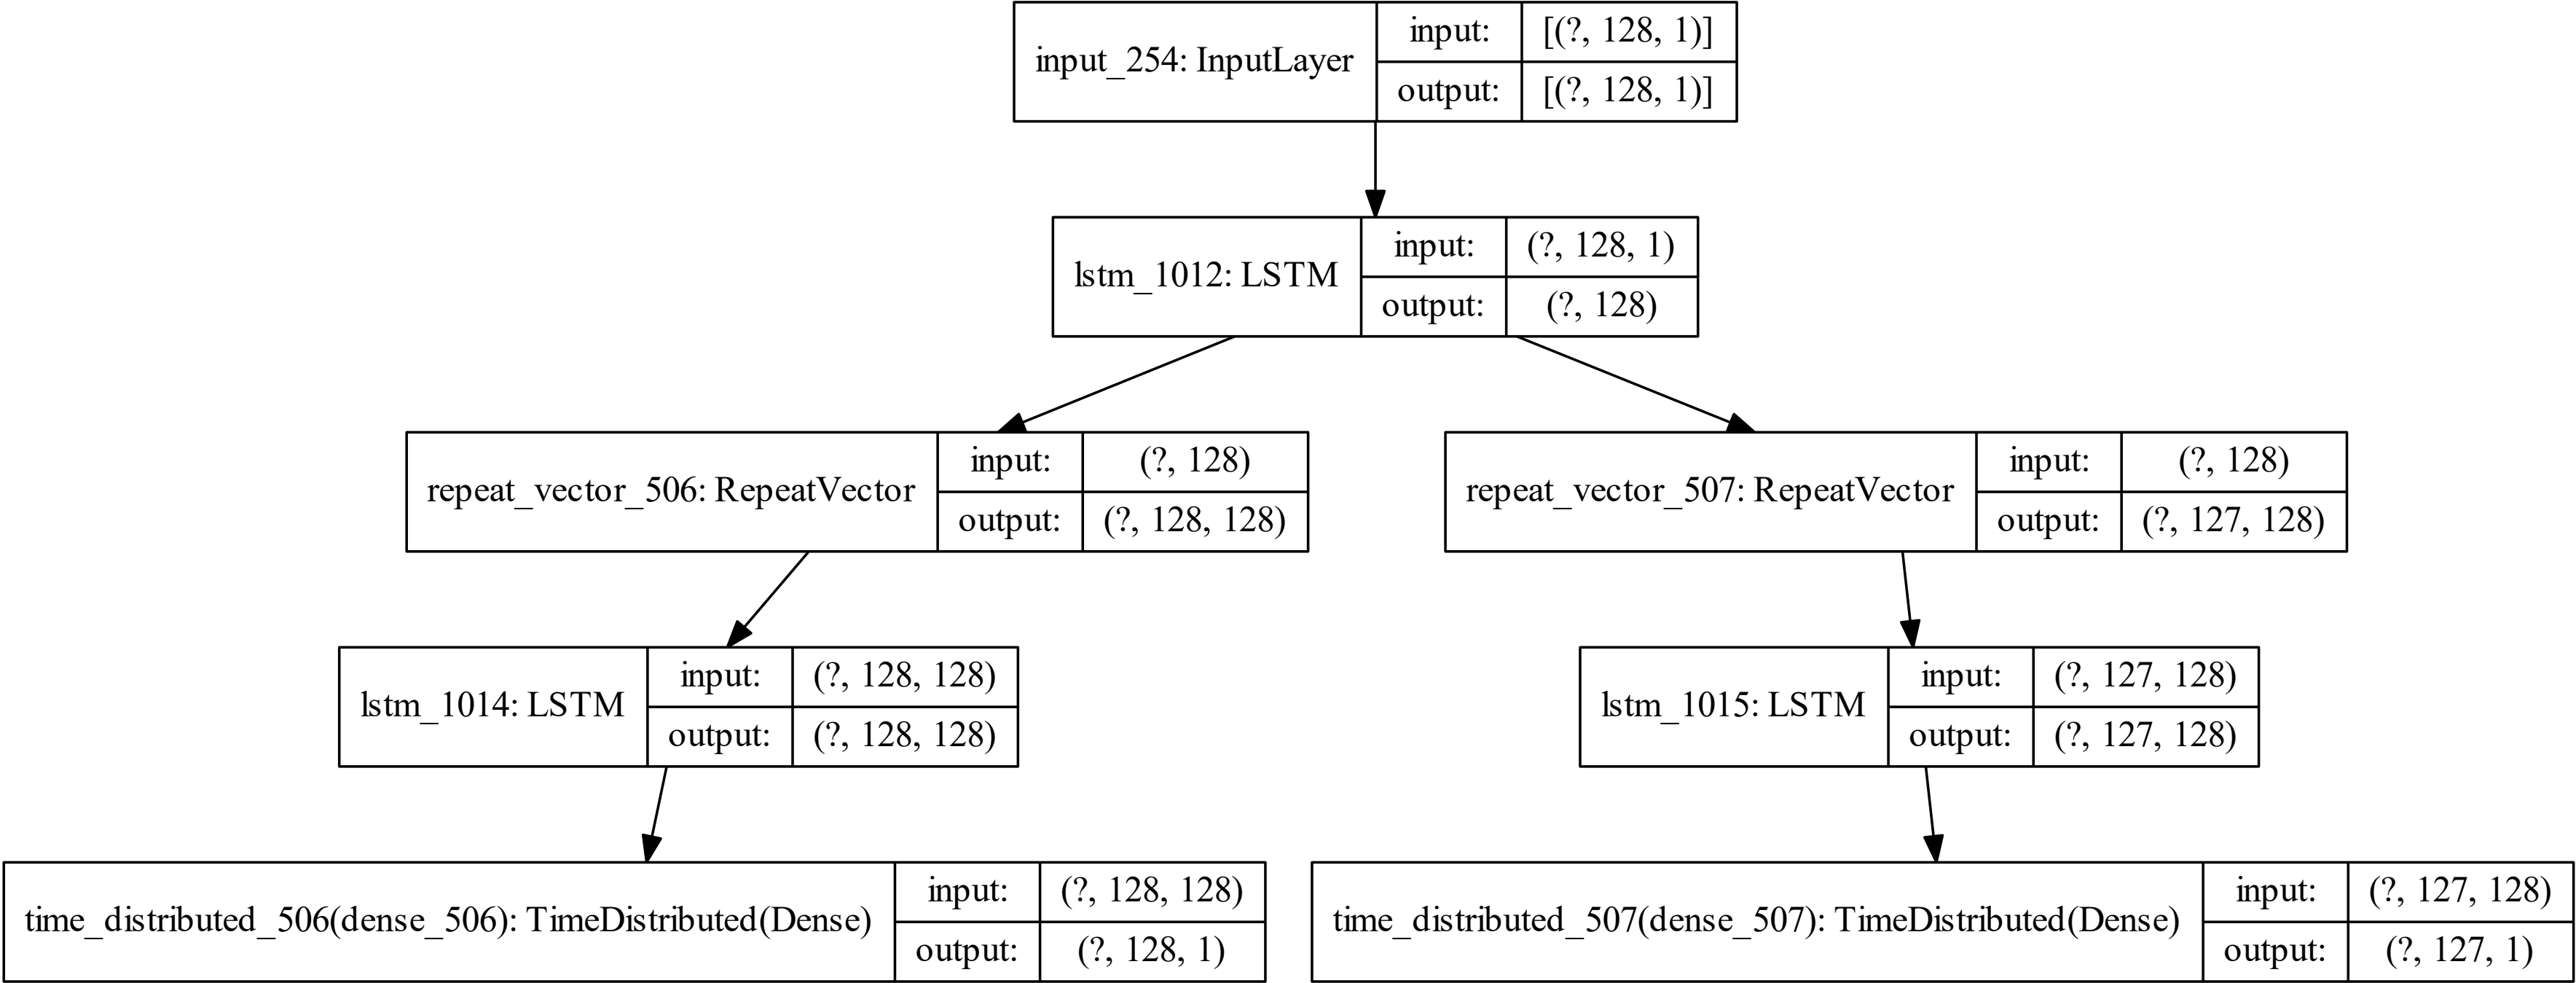 input_254: InputLayer
input:
[(?, 128, 1)]
output:
[(?, 128, 1)]
lstm_1012: LSTM
input:
(?, 128, 1)
output:
(?, 128)
repeat_vector_506: RepeatVector
input:
(?, 128)
output:
(?, 128, 128)
repeat_vector_507: RepeatVector
input:
(?, 128)
output:
(?, 127, 128)
lstm_1014: LSTM
input:
(?, 128, 128)
output:
(?, 128, 128)
lstm_1015: LSTM
input:
(?, 127, 128)
output:
(?, 127, 128)
time_distributed_506(dense_506): TimeDistributed(Dense)
input:
(?, 128, 128)
output:
(?, 128, 1)
time_distributed_507(dense_507): TimeDistributed(Dense)
input:
(?, 127, 128)
output:
(?, 127, 1)